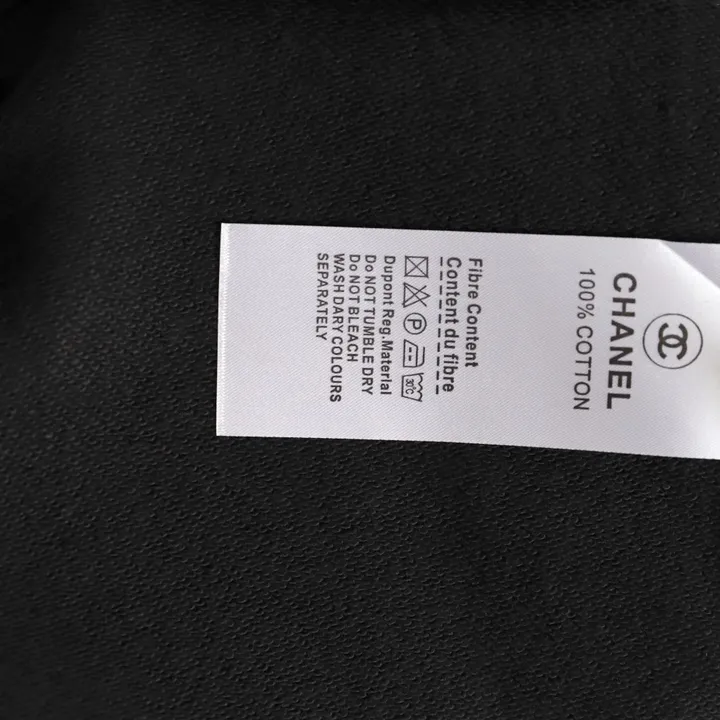 CHANEL
100% COTTON
Fibre Content
Content du fibre
P 30°C
Dupont Reg.Material
Do NOT TUMBLE DRY
Do NOT BLEACH
WASH DARY COLOURS
SEPARATELY